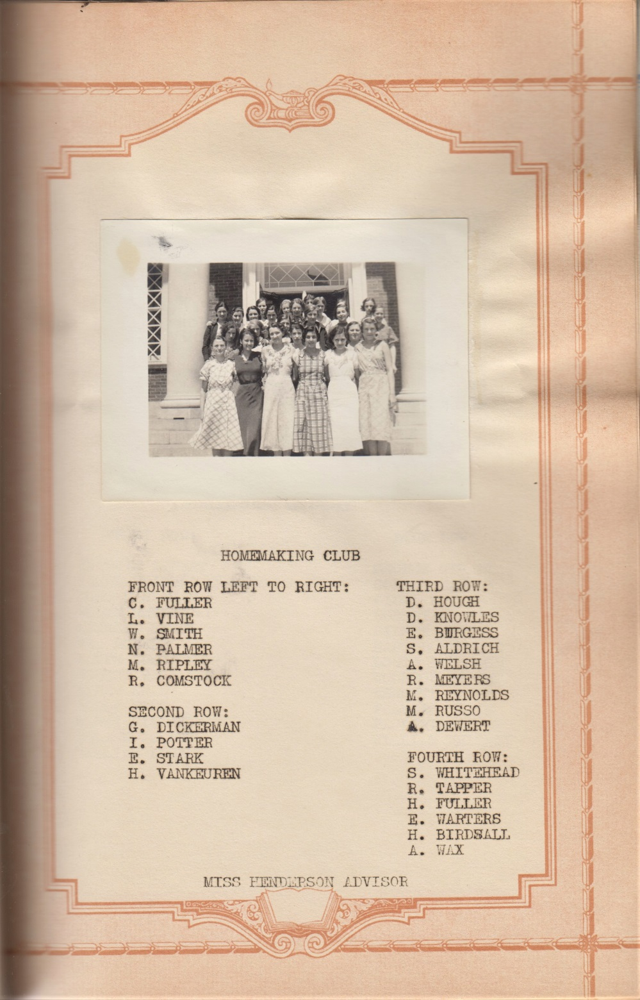 HOMEMAKING CLUB
FRONT ROW LEFT TO RIGHT:
C. FULLER
L. VINE
W. SMITH
N. PALMER
M. RIPLEY
R. COMSTOCK
SECOND ROW:
G. DICKERMAN
I. POTTER
E. STARK
H. VANKEUREN
THIRD ROW:
D. HOUGH
D. KNOWLES
E. BURGESS
S. ALDRICH
A. WELSH
R. MEYERS
M. REYNOLDS
M. RUSSO
A. DEWERT
FOURTH ROW:
S. WHITEHEAD
R. TAPPER
H. FULLER
E. WARTERS
H. BIRDSALL
A. WAX
MISS HENDERSON ADVISOR